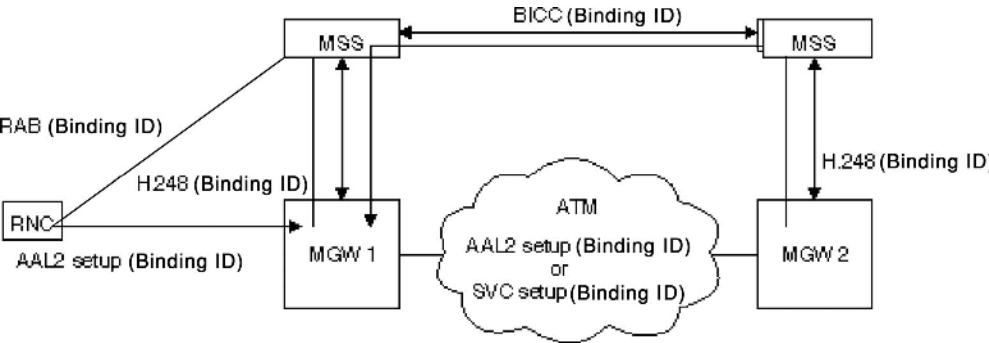 BICC (Binding ID)
MSS
MSS
RAB (Binding ID)
H.248 (Binding ID)
H.248 (Binding ID)
RNC
AAL2 setup (Binding ID)
MGW 1
ATM
AAL2 setup (Binding ID)
or
SVC setup (Binding ID)
MGW 2